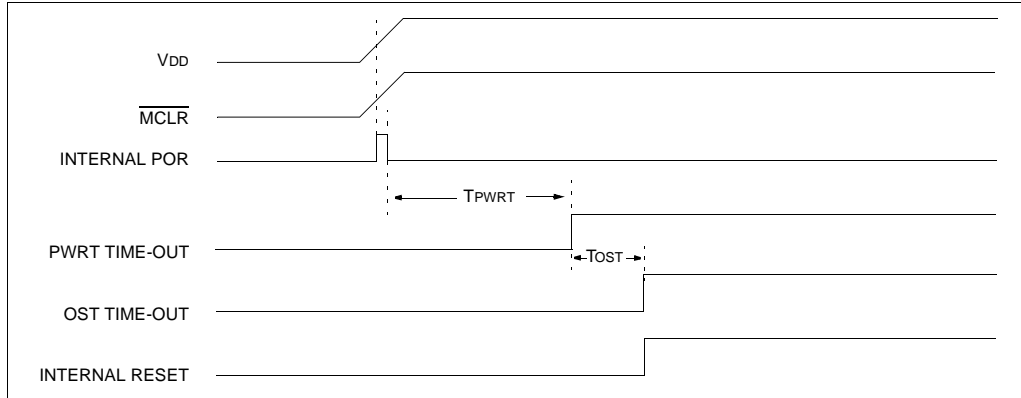 VDD
MCLR
INTERNAL POR
TPWRT
PWRT TIME-OUT
TOST
OST TIME-OUT
INTERNAL RESET